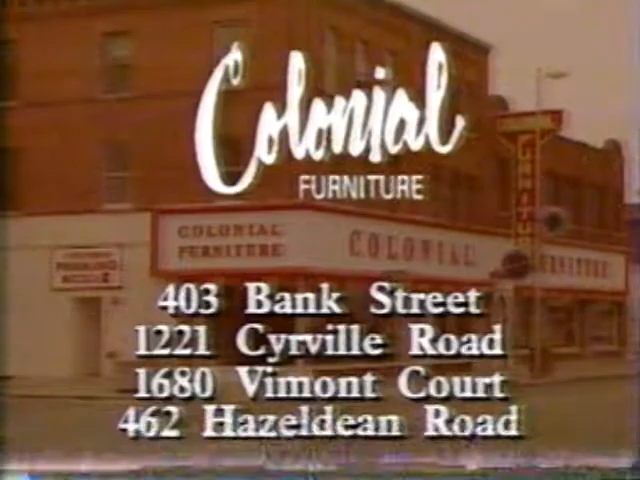 Colonial
FURNITURE
COLONIAL
FURNITURE
COLONIAL
FURNITURE
403 Bank Street
1221 Cyrville Road
1680 Vimont Court
462 Hazeldean Road